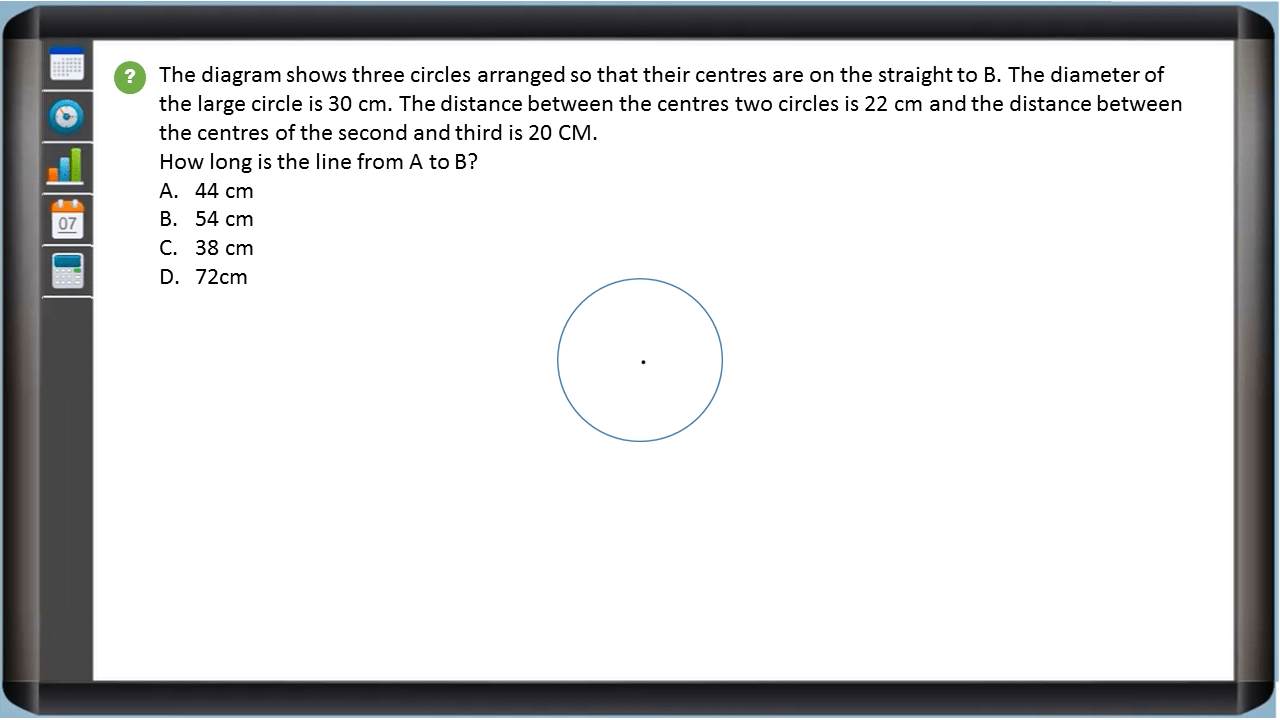 ?
The diagram shows three circles arranged so that their centres are on the straight to B. The diameter of
the large circle is 30 cm. The distance between the centres two circles is 22 cm and the distance between
the centres of the second and third is 20 CM.
How long is the line from A to B?
A. 44 cm
B. 54 cm
C. 38 cm
D. 72cm
07